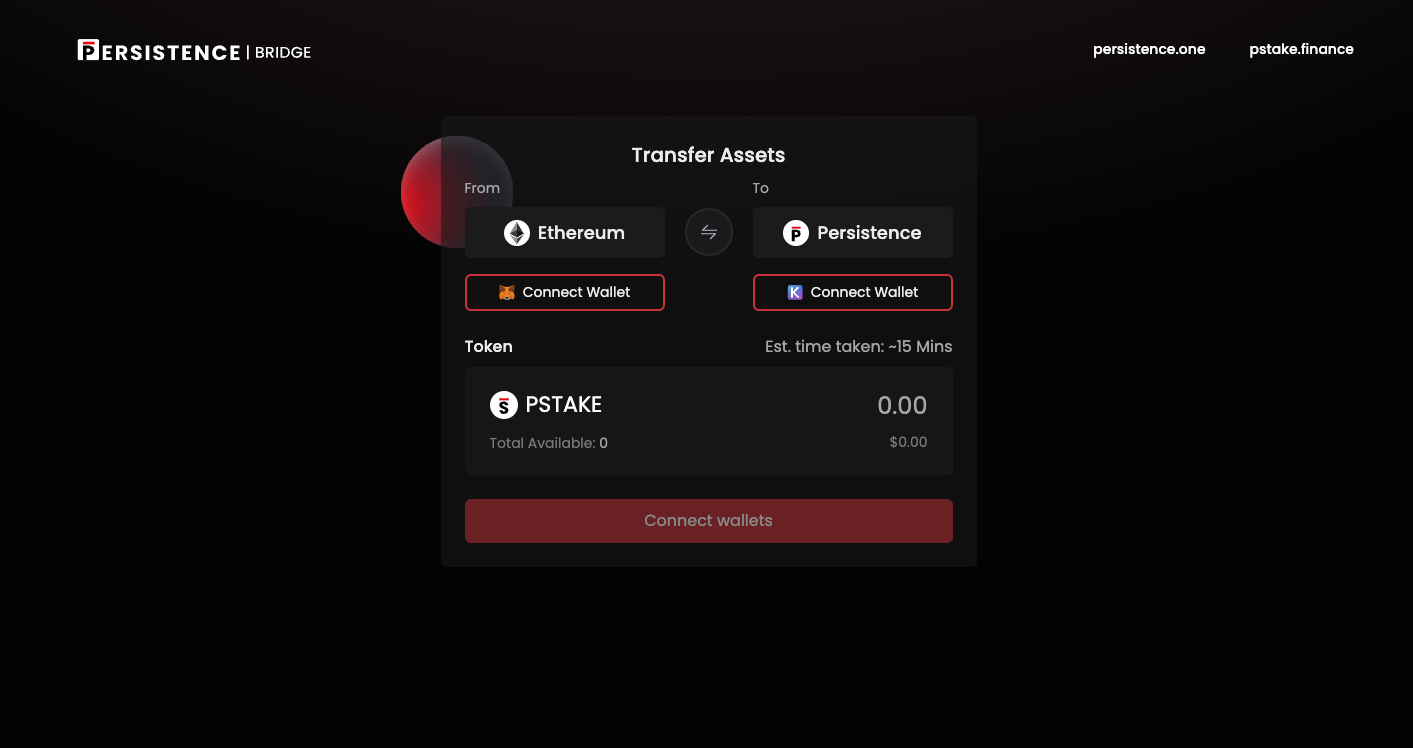 PERSISTENCE | BRIDGE
persistence.one
pstake.finance
Transfer Assets
From
To
Ethereum
Persistence
Connect Wallet
Connect Wallet
Token
Est. time taken: ~15 Mins
PSTAKE
0.00
Total Available: 0
$0.00
Connect wallets